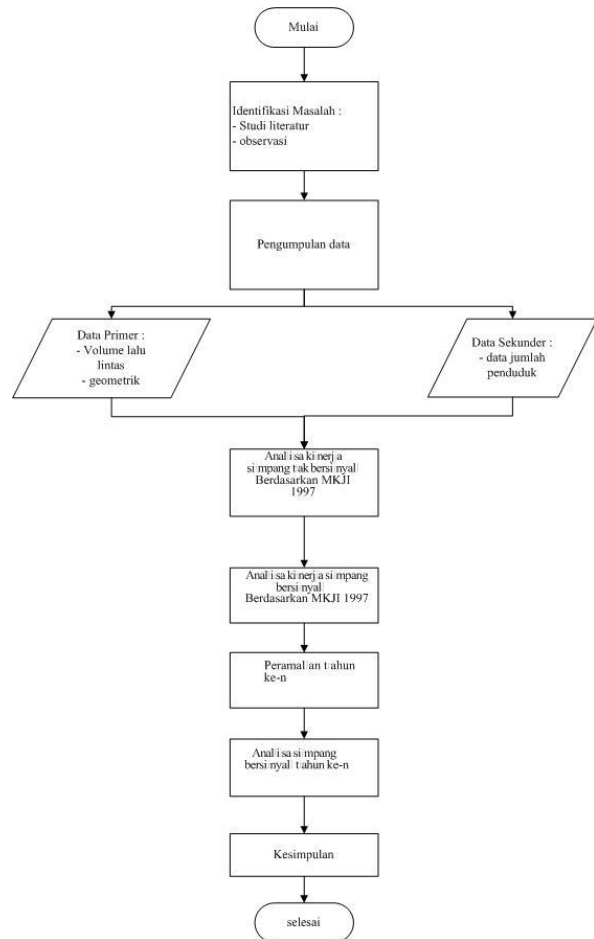 Mulai
Identifikasi Masalah :
- Studi literatur
- observasi
Pengumpulan data
Data Primer :
- Volume lalu
lintas
- geometrik
Data Sekunder :
- data jumlah
penduduk
Analisa kinerja
simpang tak bersinyal
Berdasarkan MKJI
1997
Analisa kinerja simpang
bersinyal
Berdasarkan MKJI 1997
Peramalan tahun
ke-n
Analisa simpang
bersinyal tahun ke-n
Kesimpulan
selesai